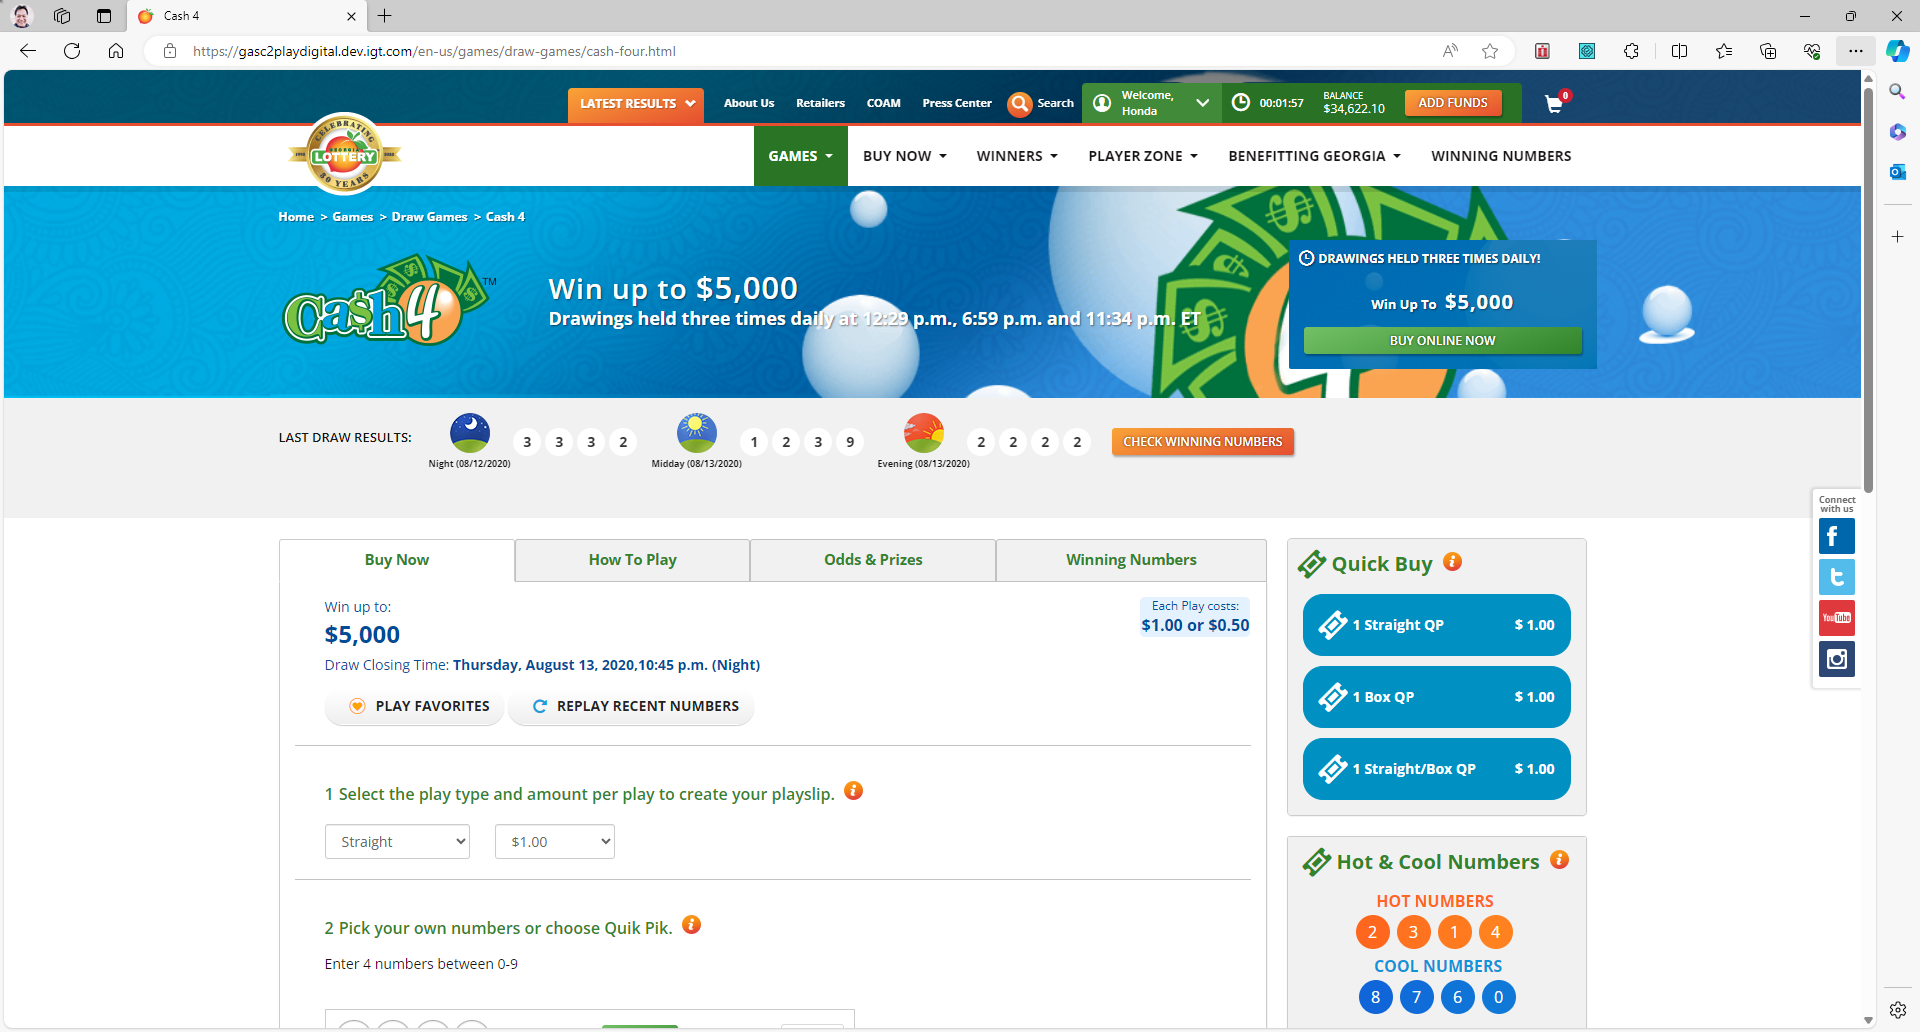 Cash 4
https://gasc2playdigital.dev.igt.com/en-us/games/draw-games/cash-four.html
LATEST RESULTS
About Us
Retailers
COAM
Press Center
Search
Welcome,
Honda
00:01:57
BALANCE
$34,622.10
ADD FUNDS
0
CELEBRATING
GEORGIA
LOTTERY
30 YEARS
GAMES
BUY NOW
WINNERS
PLAYER ZONE
BENEFITTING GEORGIA
WINNING NUMBERS
Home > Games > Draw Games > Cash 4
Cash 4 TM
Win up to $5,000
Drawings held three times daily at 12:29 p.m., 6:59 p.m. and 11:34 p.m. ET
DRAWINGS HELD THREE TIMES DAILY!
Win Up To $5,000
BUY ONLINE NOW
LAST DRAW RESULTS:
3 3 3 2
Night (08/12/2020)
1 2 3 9
Midday (08/13/2020)
2 2 2 2
Evening (08/13/2020)
CHECK WINNING NUMBERS
Connect
with us
YouTube
Buy Now
How To Play
Odds & Prizes
Winning Numbers
Win up to:
$5,000
Each Play costs:
$1.00 or $0.50
Draw Closing Time: Thursday, August 13, 2020,10:45 p.m. (Night)
PLAY FAVORITES
REPLAY RECENT NUMBERS
1 Select the play type and amount per play to create your playslip.
Straight
$1.00
2 Pick your own numbers or choose Quik Pik.
Enter 4 numbers between 0-9
Quick Buy
1 Straight QP $ 1.00
1 Box QP $ 1.00
1 Straight/Box QP $ 1.00
Hot & Cool Numbers
HOT NUMBERS
2 3 1 4
COOL NUMBERS
8 7 6 0